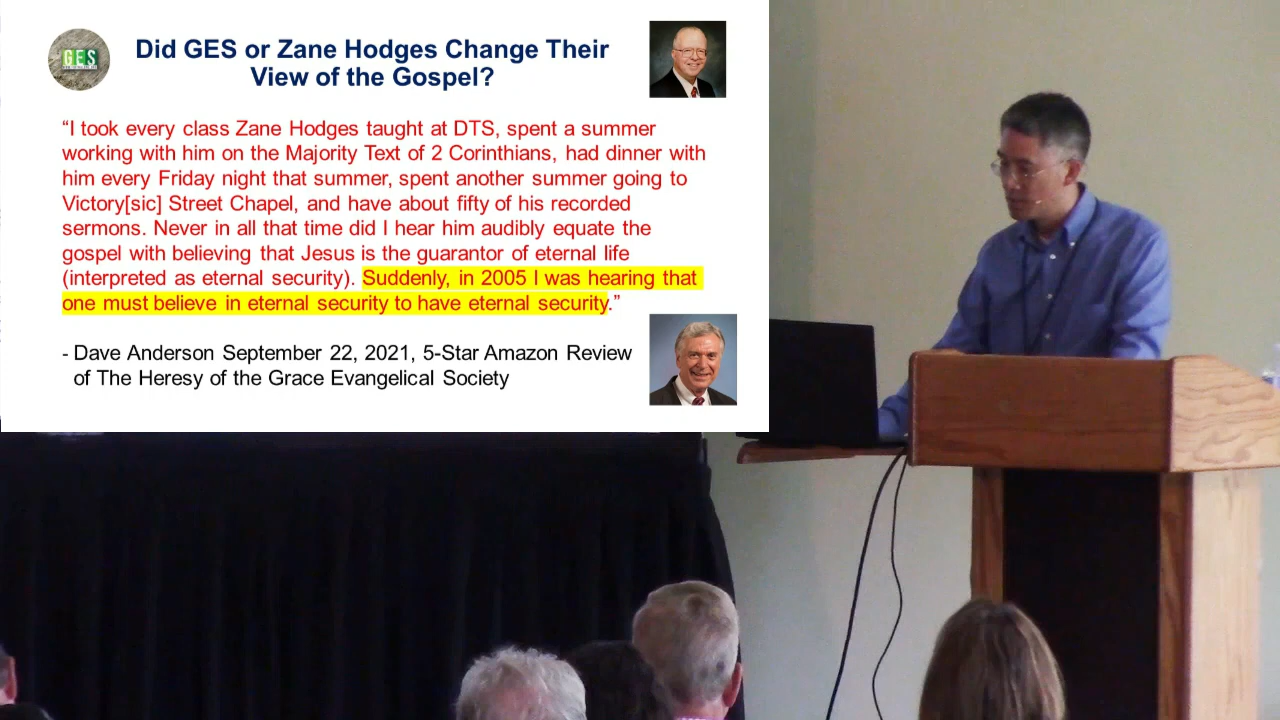 GES
Did GES or Zane Hodges Change Their
View of the Gospel?
“I took every class Zane Hodges taught at DTS, spent a summer
working with him on the Majority Text of 2 Corinthians, had dinner with
him every Friday night that summer, spent another summer going to
Victory[sic] Street Chapel, and have about fifty of his recorded
sermons. Never in all that time did I hear him audibly equate the
gospel with believing that Jesus is the guarantor of eternal life
(interpreted as eternal security). Suddenly, in 2005 I was hearing that
one must believe in eternal security to have eternal security.”
- Dave Anderson September 22, 2021, 5-Star Amazon Review
of The Heresy of the Grace Evangelical Society